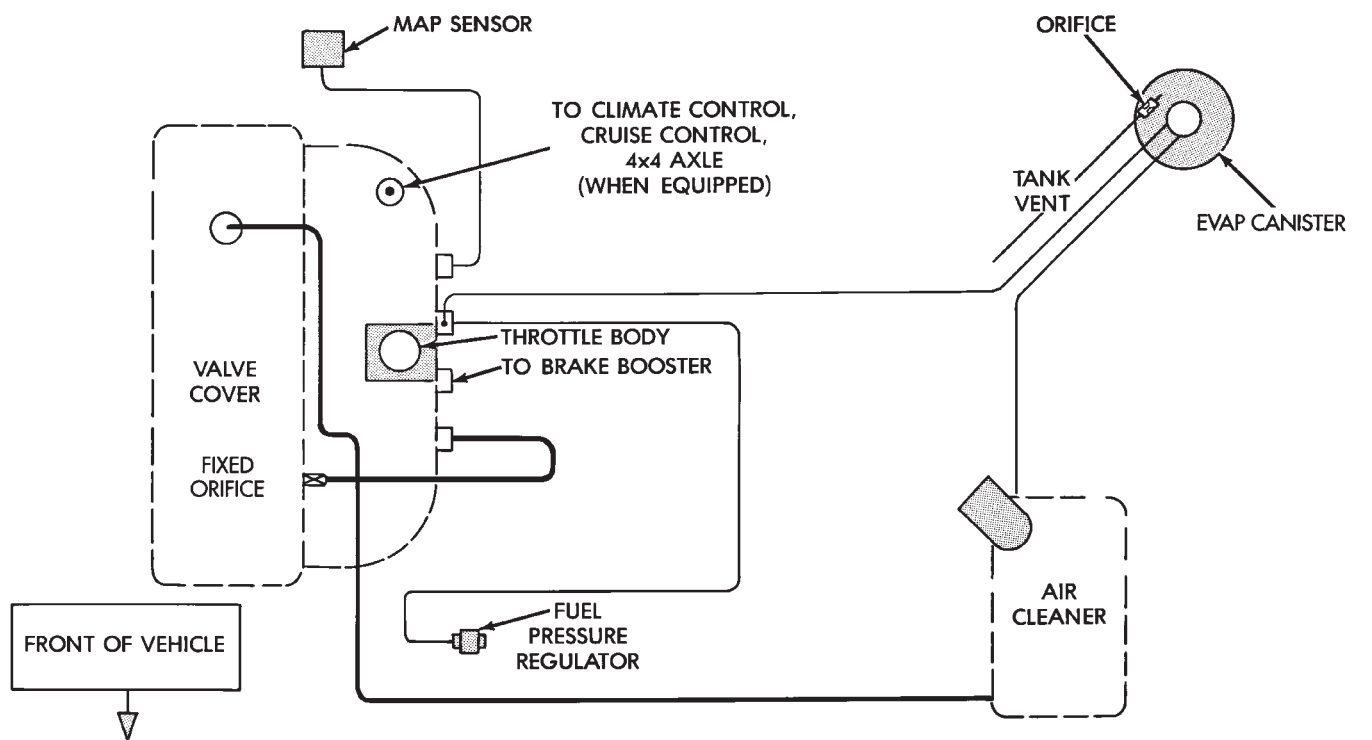 MAP SENSOR
ORIFICE
TO CLIMATE CONTROL,
CRUISE CONTROL,
4x4 AXLE
(WHEN EQUIPPED)
TANK
VENT
EVAP CANISTER
THROTTLE BODY
TO BRAKE BOOSTER
VALVE
COVER
FIXED
ORIFICE
AIR
CLEANER
FUEL
PRESSURE
REGULATOR
FRONT OF VEHICLE